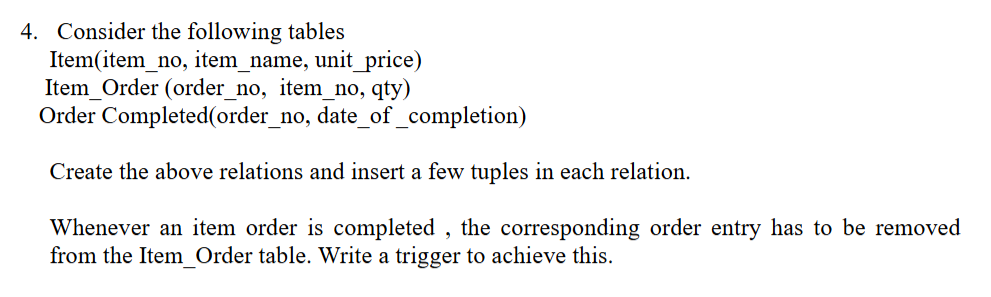 4. Consider the following tables
Item(item_no, item_name, unit_price)
Item_Order (order_no, item_no, qty)
Order Completed(order_no, date_of _completion)
Create the above relations and insert a few tuples in each relation.
Whenever an item order is completed , the corresponding order entry has to be removed
from the Item_Order table. Write a trigger to achieve this.